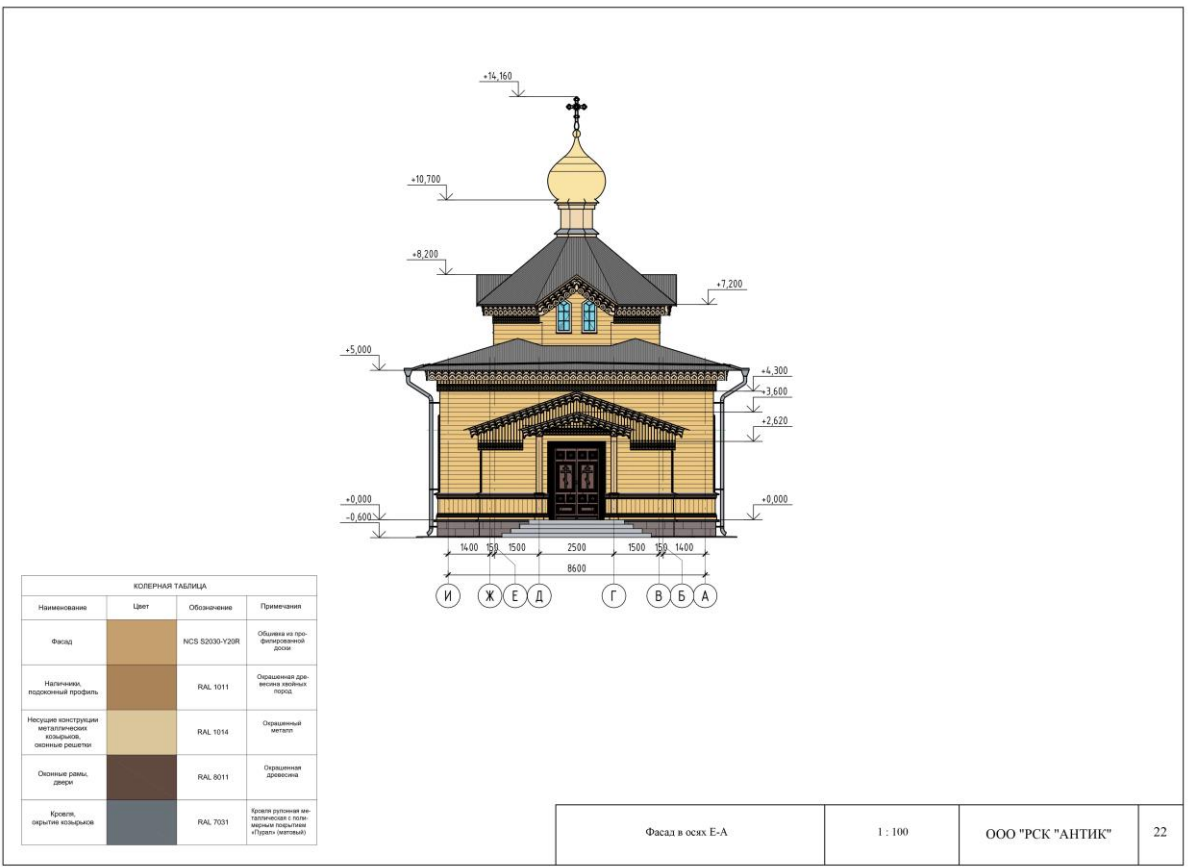 +14,160
+10,700
+8,200
+7,200
+5,000
+4,300
+3,600
+2,620
+0,000
+0,000
-0,600
1400 150 1500 2500 1500 150 1400
8600
И Ж Е Д Г В Б А
КОЛЕРНАЯ ТАБЛИЦА
Наименование Цвет Обозначение Примечания
Фасад NCS S2030-Y20R
Обшивка из про-
филированной
доски
Наличники,
подоконный профиль
RAL 1011
Окрашенная дре-
весина хвойных
пород
Несущие конструкции
металлических
козырьков,
оконные решетки
RAL 1014
Окрашенный
металл
Оконные рамы,
двери
RAL 8011
Окрашенная
древесина
Кровля,
окрытие козырьков
RAL 7031
Кровля рулонная ме-
таллическая с поли-
мерным покрытием
«Пурал» (матовый)
Фасад в осях Е-А
1 : 100
ООО "РСК "АНТИК"
22